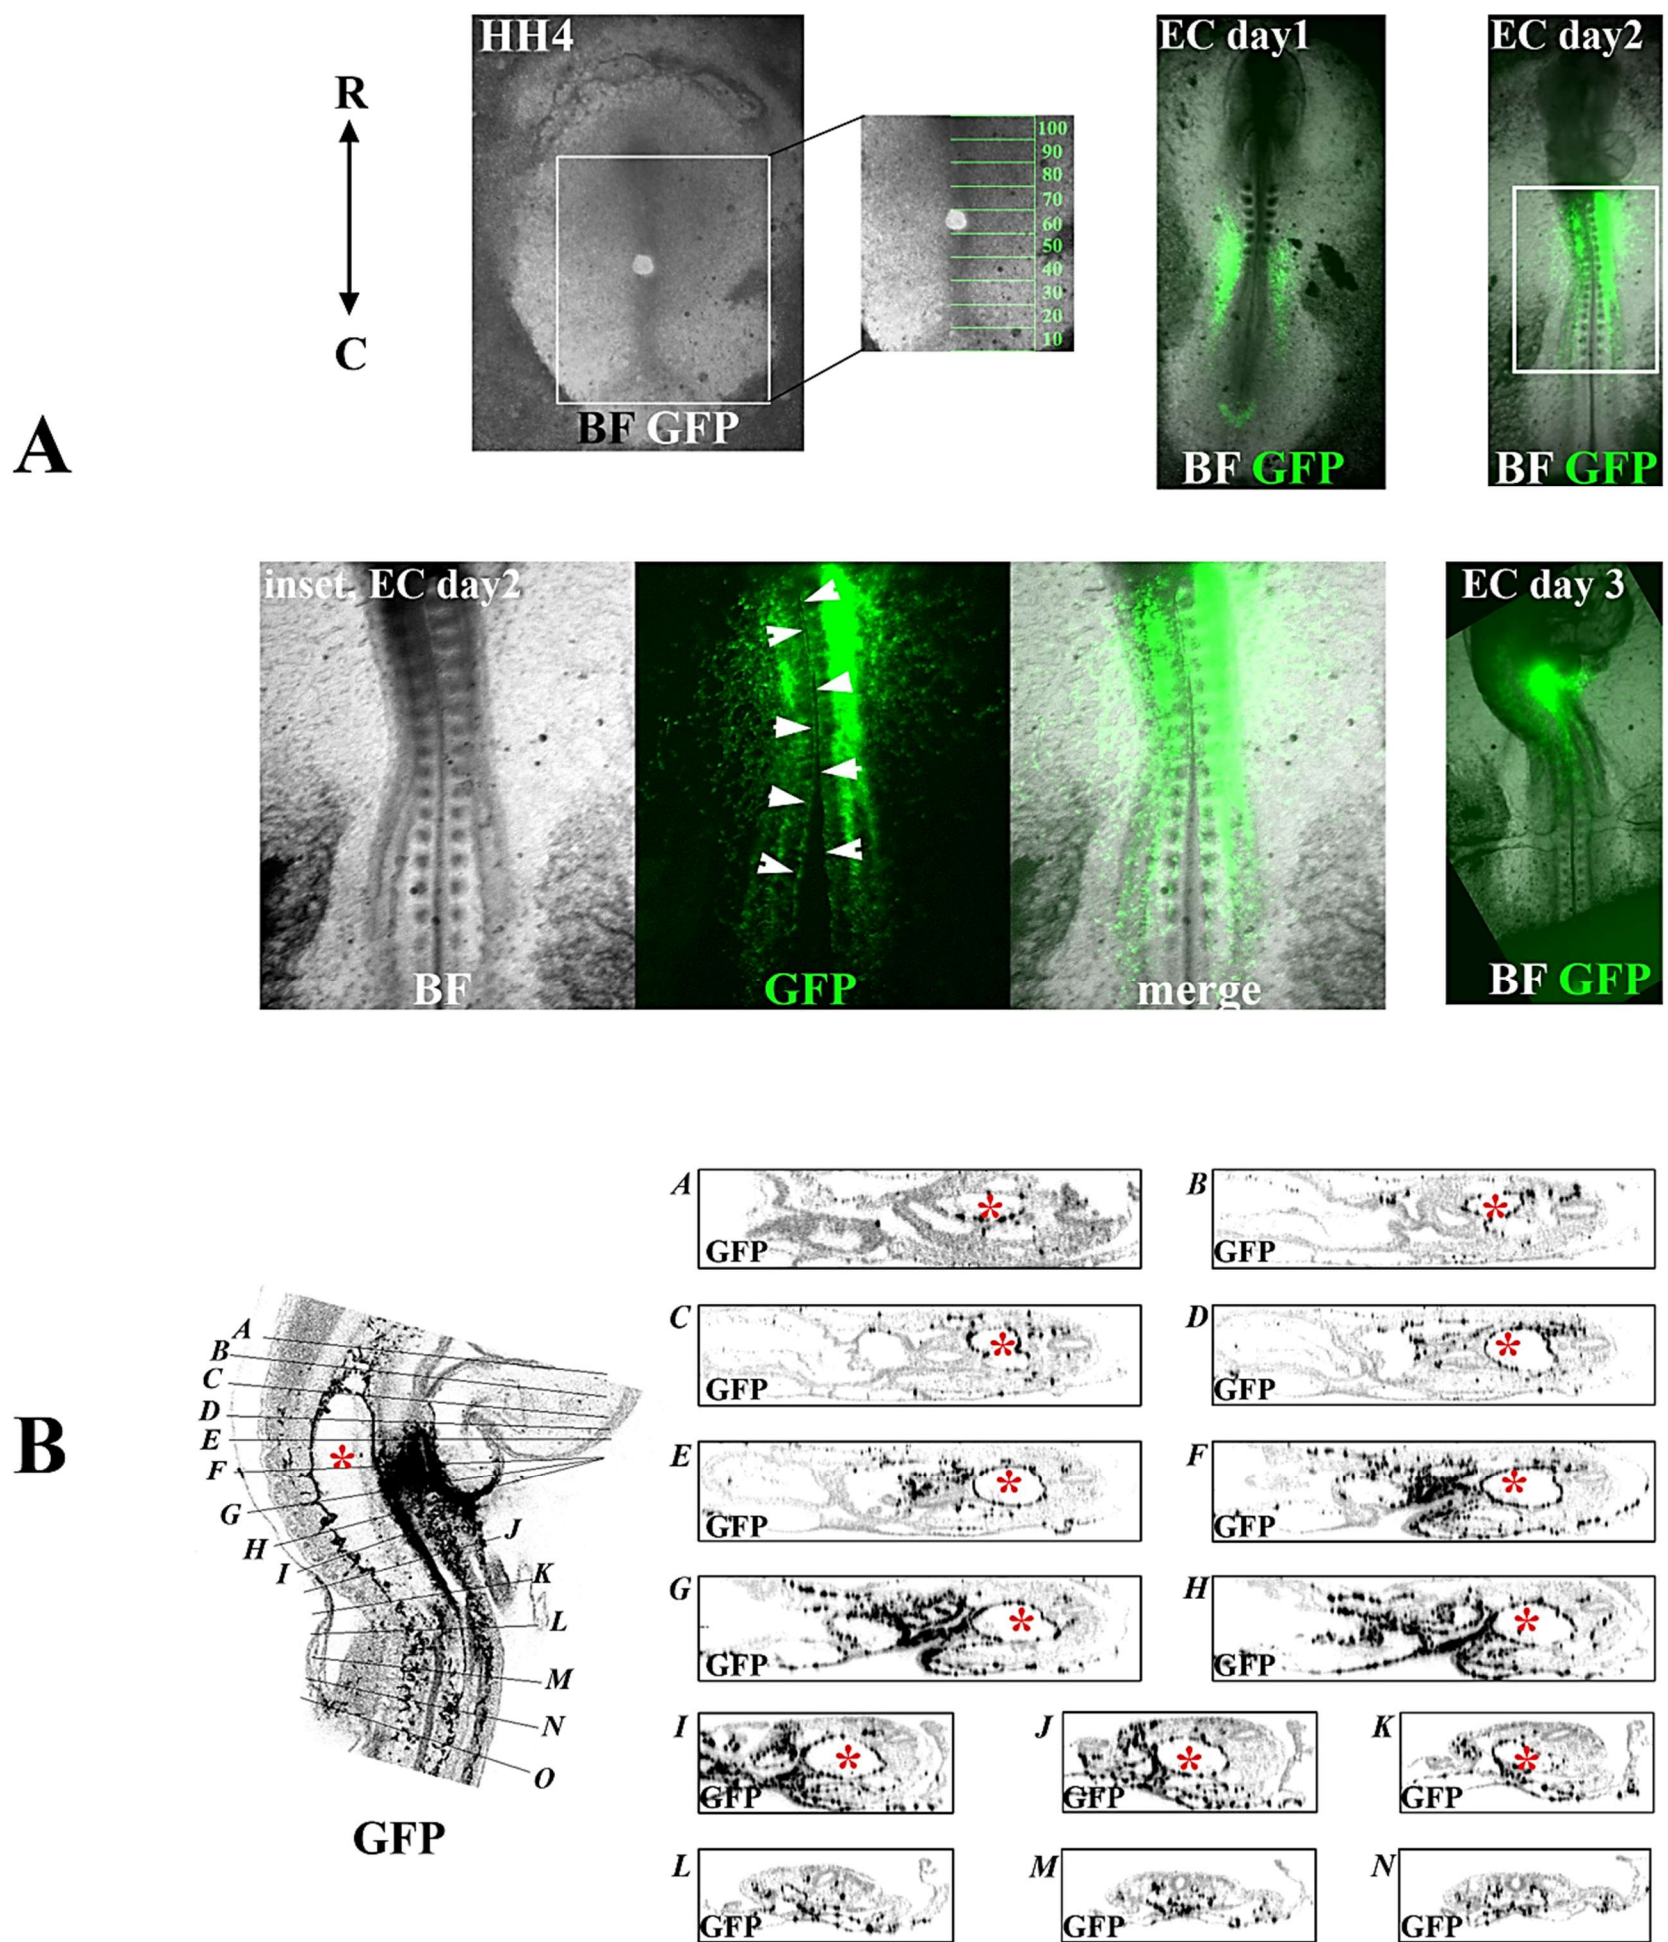 A
R
C
HH4
BF GFP
100
90
80
70
60
50
40
30
20
10
EC day1
BF GFP
EC day2
BF GFP
inset, EC day2
BF
GFP
merge
EC day 3
BF GFP
B
A
B
C
D
E
F
G
H
I
J
K
L
M
N
O
GFP
A
GFP
B
GFP
C
GFP
D
GFP
E
GFP
F
GFP
G
GFP
H
GFP
I
GFP
J
GFP
K
GFP
L
GFP
M
GFP
N
GFP